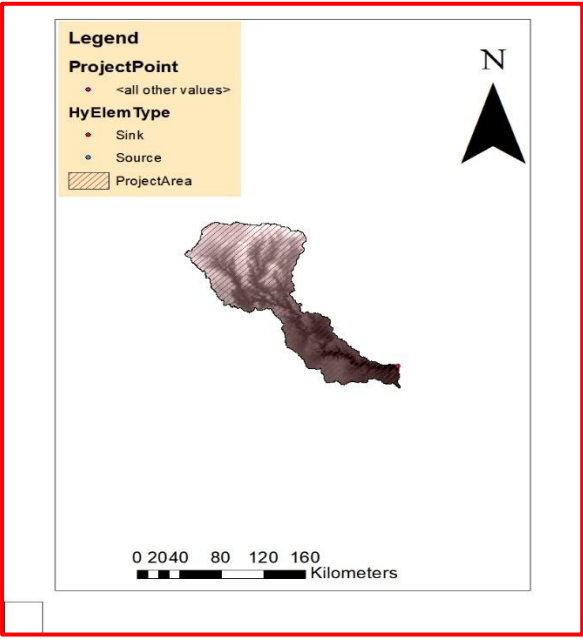 Legend
ProjectPoint
<all other values>
HyElemType
Sink
Source
ProjectArea
N
0 2040 80 120 160
Kilometers